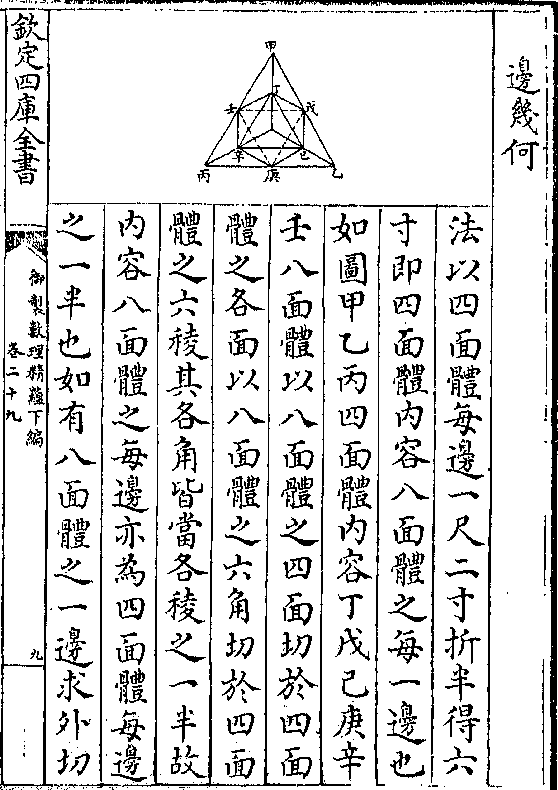 邊幾何
甲
丁
壬
戊
辛
己
丙
庚
乙
法以四面體每邊一尺二寸折半得六
寸即四面體内容八面體之每一邊也
如圖甲乙丙四面體内容丁戊己庚辛
壬八面體以八面體之四面切於四面
體之各面以八面體之六角切於四面
體之六稜其各角皆當各稜之一半故
内容八面體之每邊亦為四面體每邊
之一半也如有八面體之一邊求外切
欽定四庫全書
御製數理精藴下編
卷二十九
九